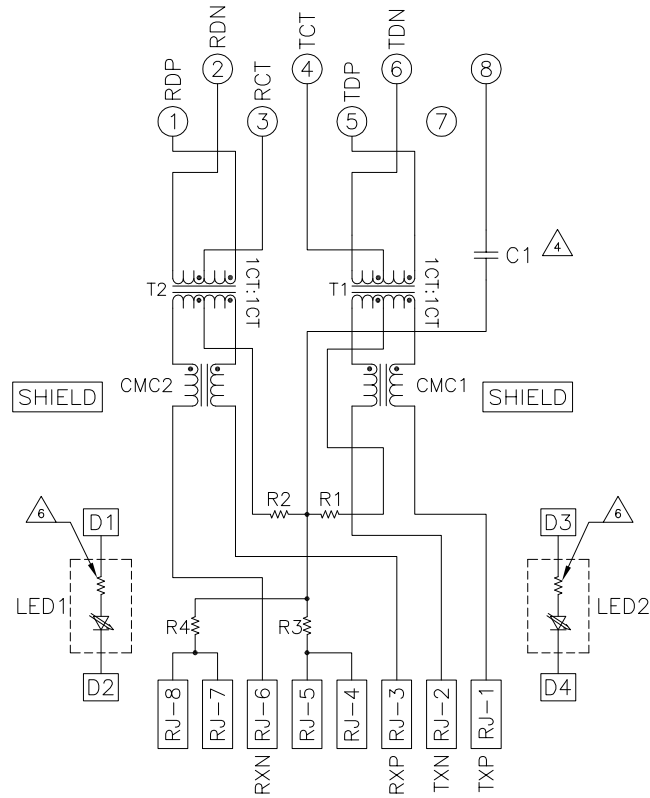 RDN
TCT
TDN
2
4
6
8
RDP
RCT
TDP
1
3
5
7
C1
4
T2
1CT:1CT
T1
1CT:1CT
CMC2
CMC1
SHIELD
SHIELD
R2
R1
6
D1
D3
6
LED1
LED2
R4
R3
D2
D4
RJ-8
RJ-7
RJ-6
RJ-5
RJ-4
RJ-3
RJ-2
RJ-1
RXN
RXP
TXN
TXP